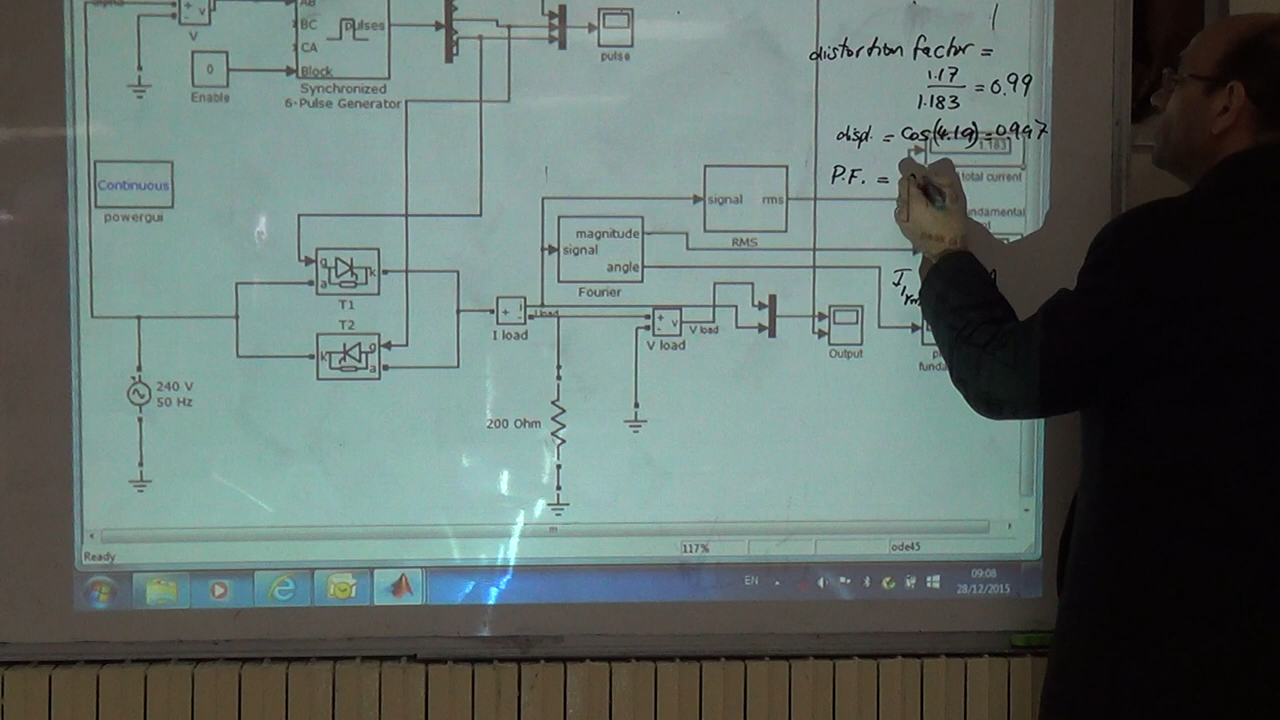 AB
V
BC
pulses
CA
0
Block
Enable
Synchronized
6-Pulse Generator
pulse
distortion factor =
1.17
1.183
= 0.99
displ. = cos(4.19) = 0.997
1.183
P.F. =
total current
Continuous
powergui
signal rms
RMS
magnitude
signal
angle
Fourier
g
k
a
T1
T2
k
g
a
I load
V load
V load
Output
240 V
50 Hz
200 Ohm
Ready
117%
ode45
EN
09:08
28/12/2015